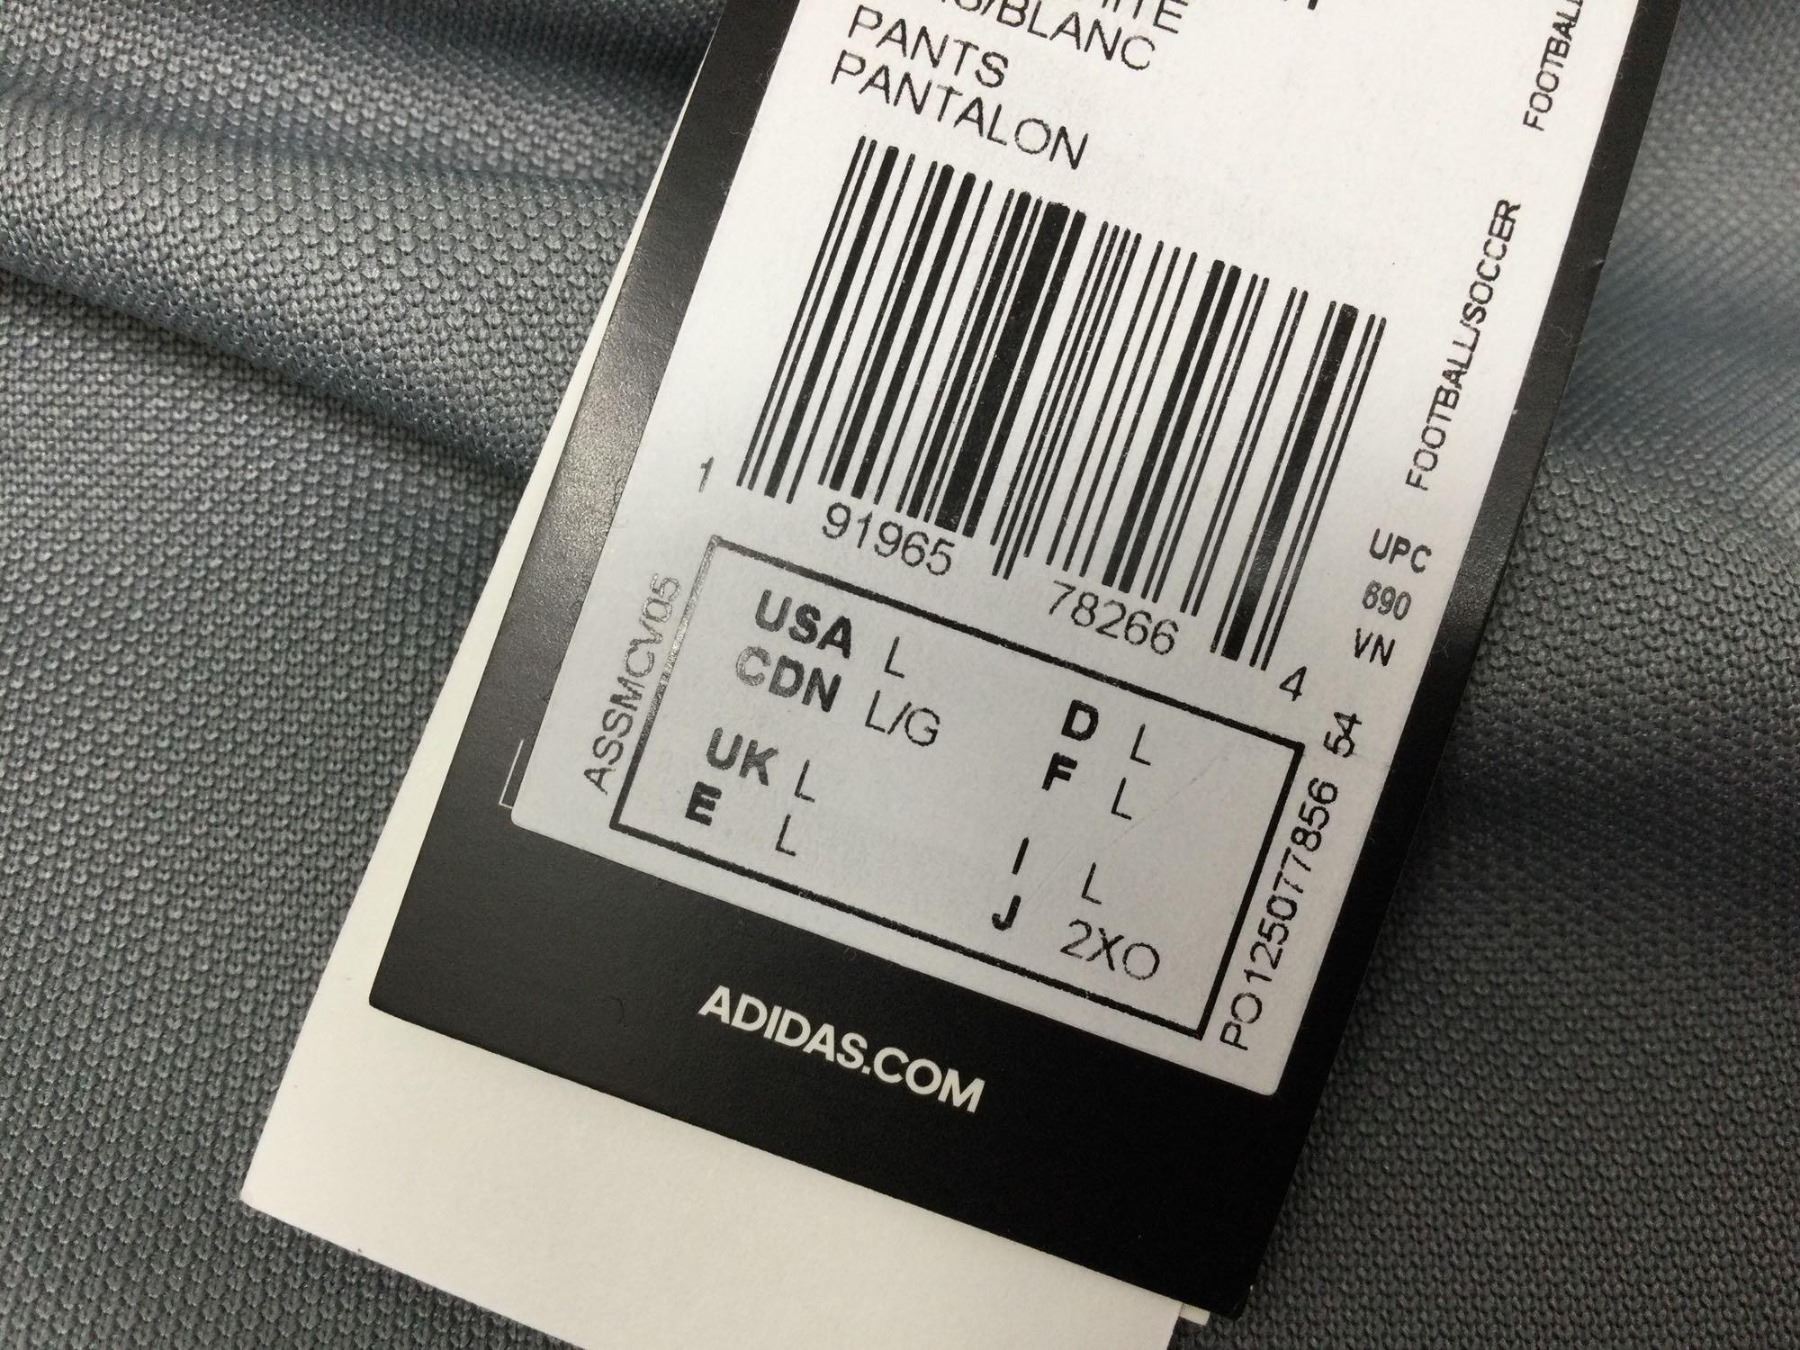 /BLANC
PANTS
PANTALON
FOOTBALL
FOOTBALL/SOCCER
1 91965 78266 4
UPC
690
VN
54
ASSMCV05
USA L
CDN L/G
UK L
E L
D L
F L
I L
J 2XO
PO125077856
ADIDAS.COM